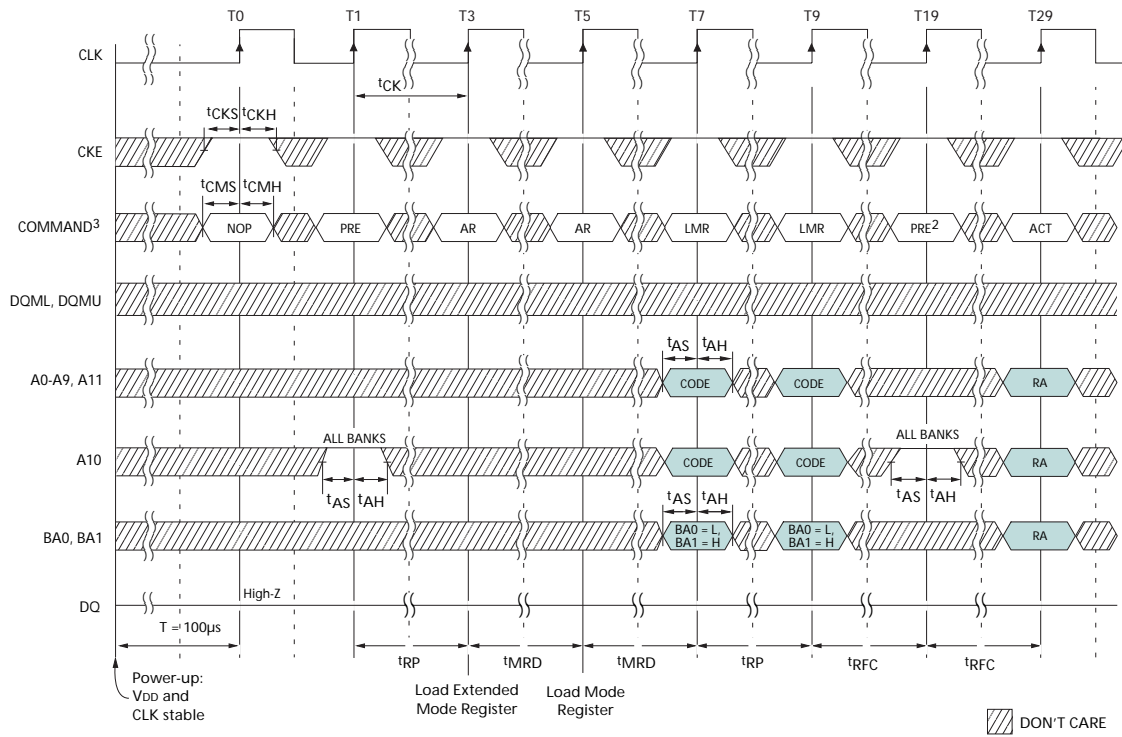 T0 T1 T3 T5 T7 T9 T19 T29
CLK
tCK
tCKS tCKH
CKE
tCMS tCMH
COMMAND3 NOP PRE AR AR LMR LMR PRE2 ACT
DQML, DQMU
tAS tAH
A0-A9, A11 CODE CODE RA
ALL BANKS ALL BANKS
A10 CODE CODE RA
tAS tAH tAS tAH tAS tAH
BA0, BA1 BA0 = L, BA1 = H BA0 = L, BA1 = H RA
High-Z
DQ
T = 100µs
tRP tMRD tMRD tRP tRFC tRFC
Power-up:
VDD and
CLK stable
Load Extended
Mode Register
Load Mode
Register
DON'T CARE